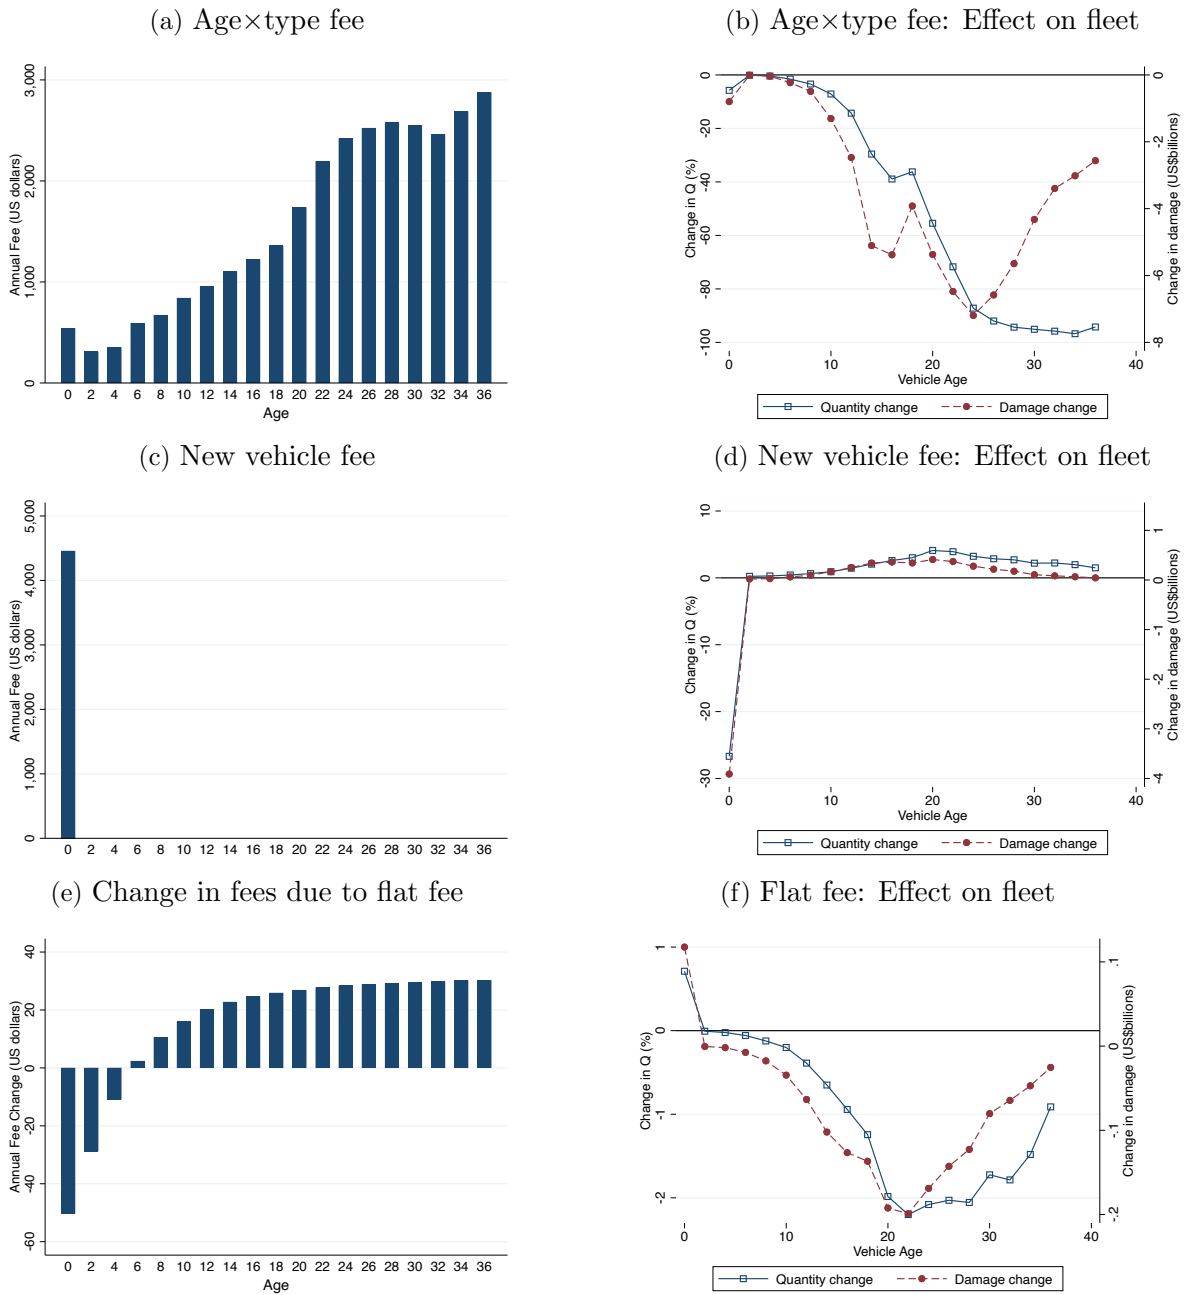 (a) Age×type fee
Annual Fee (US dollars)
3,000
2,000
1,000
0
0 2 4 6 8 10 12 14 16 18 20 22 24 26 28 30 32 34 36
Age
(b) Age×type fee: Effect on fleet
Change in Q (%)
0
-20
-40
-60
-80
-100
Change in damage (US$billions)
0
-2
-4
-6
-8
0 10 20 30 40
Vehicle Age
Quantity change Damage change
(c) New vehicle fee
Annual Fee (US dollars)
5,000
4,000
3,000
2,000
1,000
0
0 2 4 6 8 10 12 14 16 18 20 22 24 26 28 30 32 34 36
(d) New vehicle fee: Effect on fleet
Change in Q (%)
10
0
-10
-20
-30
Change in damage (US$billions)
1
0
-1
-2
-3
-4
0 10 20 30 40
Vehicle Age
Quantity change Damage change
(e) Change in fees due to flat fee
Annual Fee Change (US dollars)
40
20
0
-20
-40
-60
0 2 4 6 8 10 12 14 16 18 20 22 24 26 28 30 32 34 36
Age
(f) Flat fee: Effect on fleet
Change in Q (%)
1
0
-1
-2
Change in damage (US$billions)
.1
0
-.1
-.2
0 10 20 30 40
Vehicle Age
Quantity change Damage change